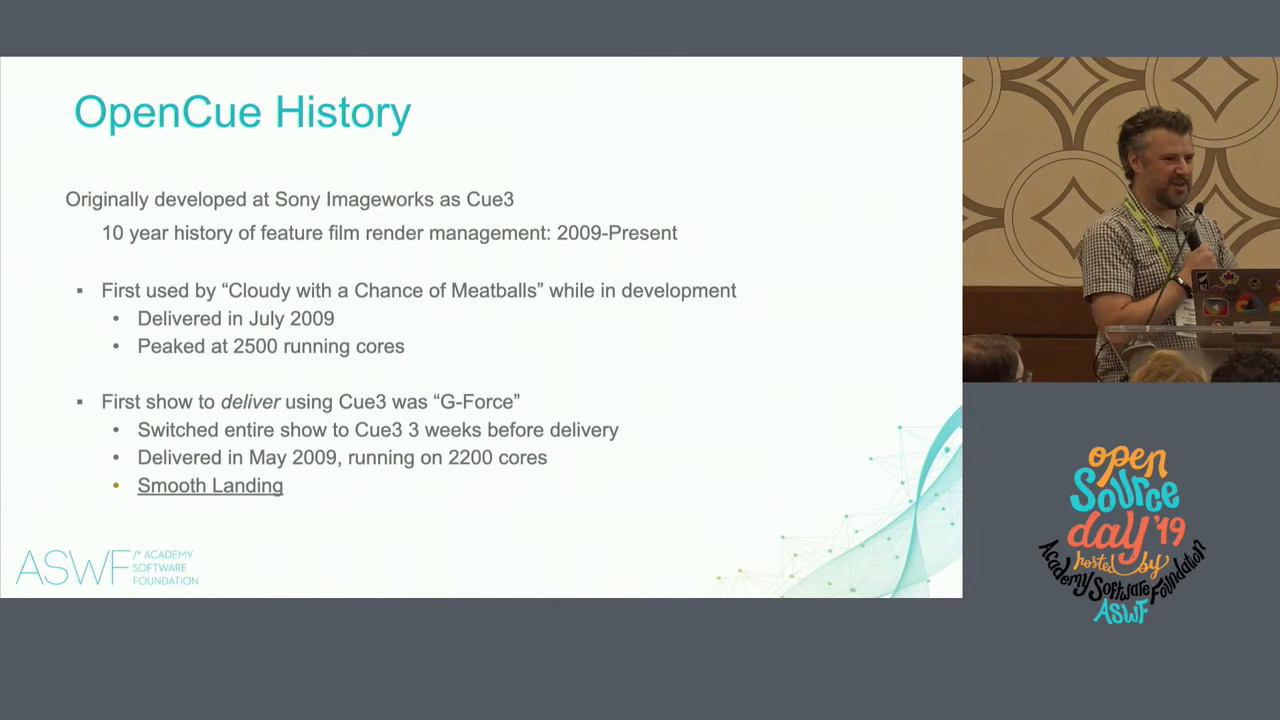 OpenCue History
Originally developed at Sony Imageworks as Cue3
10 year history of feature film render management: 2009-Present
▪ First used by “Cloudy with a Chance of Meatballs” while in development
• Delivered in July 2009
• Peaked at 2500 running cores
▪ First show to deliver using Cue3 was “G-Force”
• Switched entire show to Cue3 3 weeks before delivery
• Delivered in May 2009, running on 2200 cores
• Smooth Landing
ASWF /* ACADEMY
SOFTWARE
FOUNDATION
open
Source
day '19
hosted by
Academy Software Foundation
ASWF